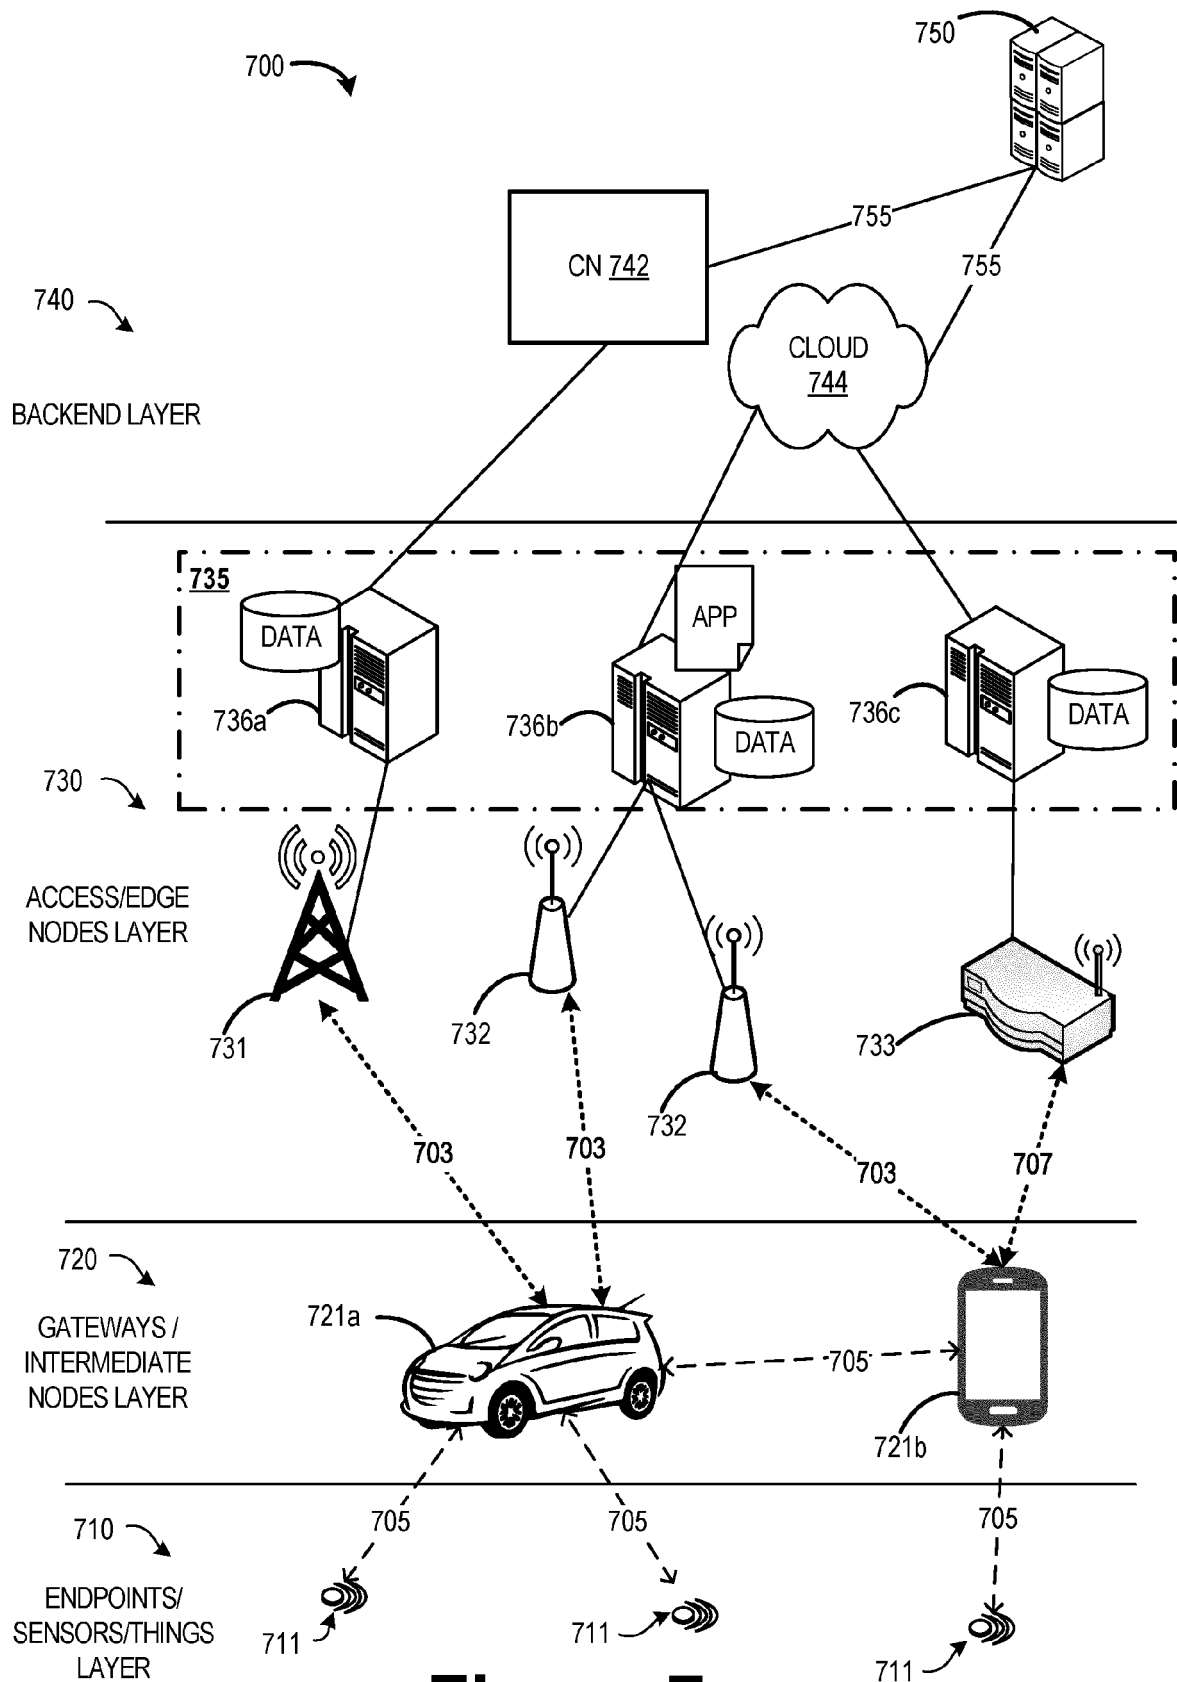 750
700
755
CN 742
755
740
CLOUD
744
BACKEND LAYER
735
DATA
APP
736a
736b
DATA
736c
DATA
730
ACCESS/EDGE
NODES LAYER
731
732
733
732
703
703
703
707
720
721a
GATEWAYS /
INTERMEDIATE
NODES LAYER
705
721b
710
705
705
705
ENDPOINTS/
SENSORS/THINGS
LAYER
711
711
711